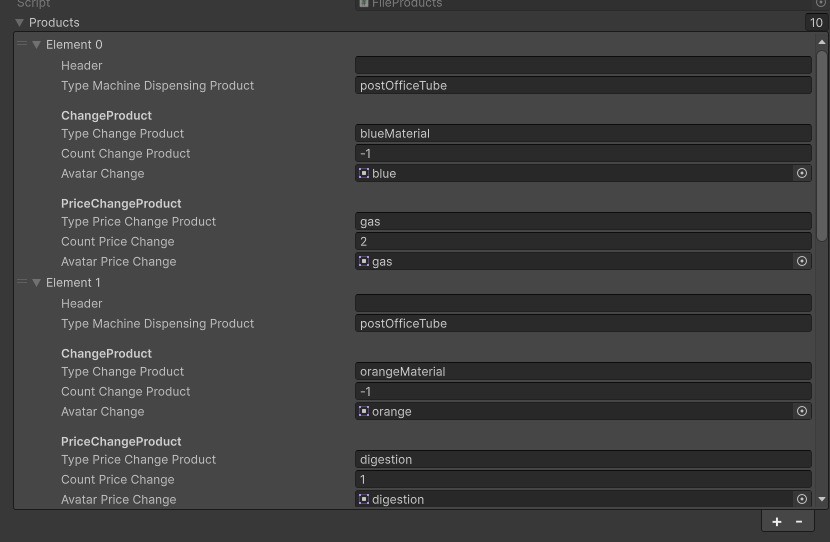 Script FileProducts
Products 10
Element 0
Header
Type Machine Dispensing Product postOfficeTube
ChangeProduct
Type Change Product blueMaterial
Count Change Product -1
Avatar Change blue
PriceChangeProduct
Type Price Change Product gas
Count Price Change 2
Avatar Price Change gas
Element 1
Header
Type Machine Dispensing Product postOfficeTube
ChangeProduct
Type Change Product orangeMaterial
Count Change Product -1
Avatar Change orange
PriceChangeProduct
Type Price Change Product digestion
Count Price Change 1
Avatar Price Change digestion
+ -